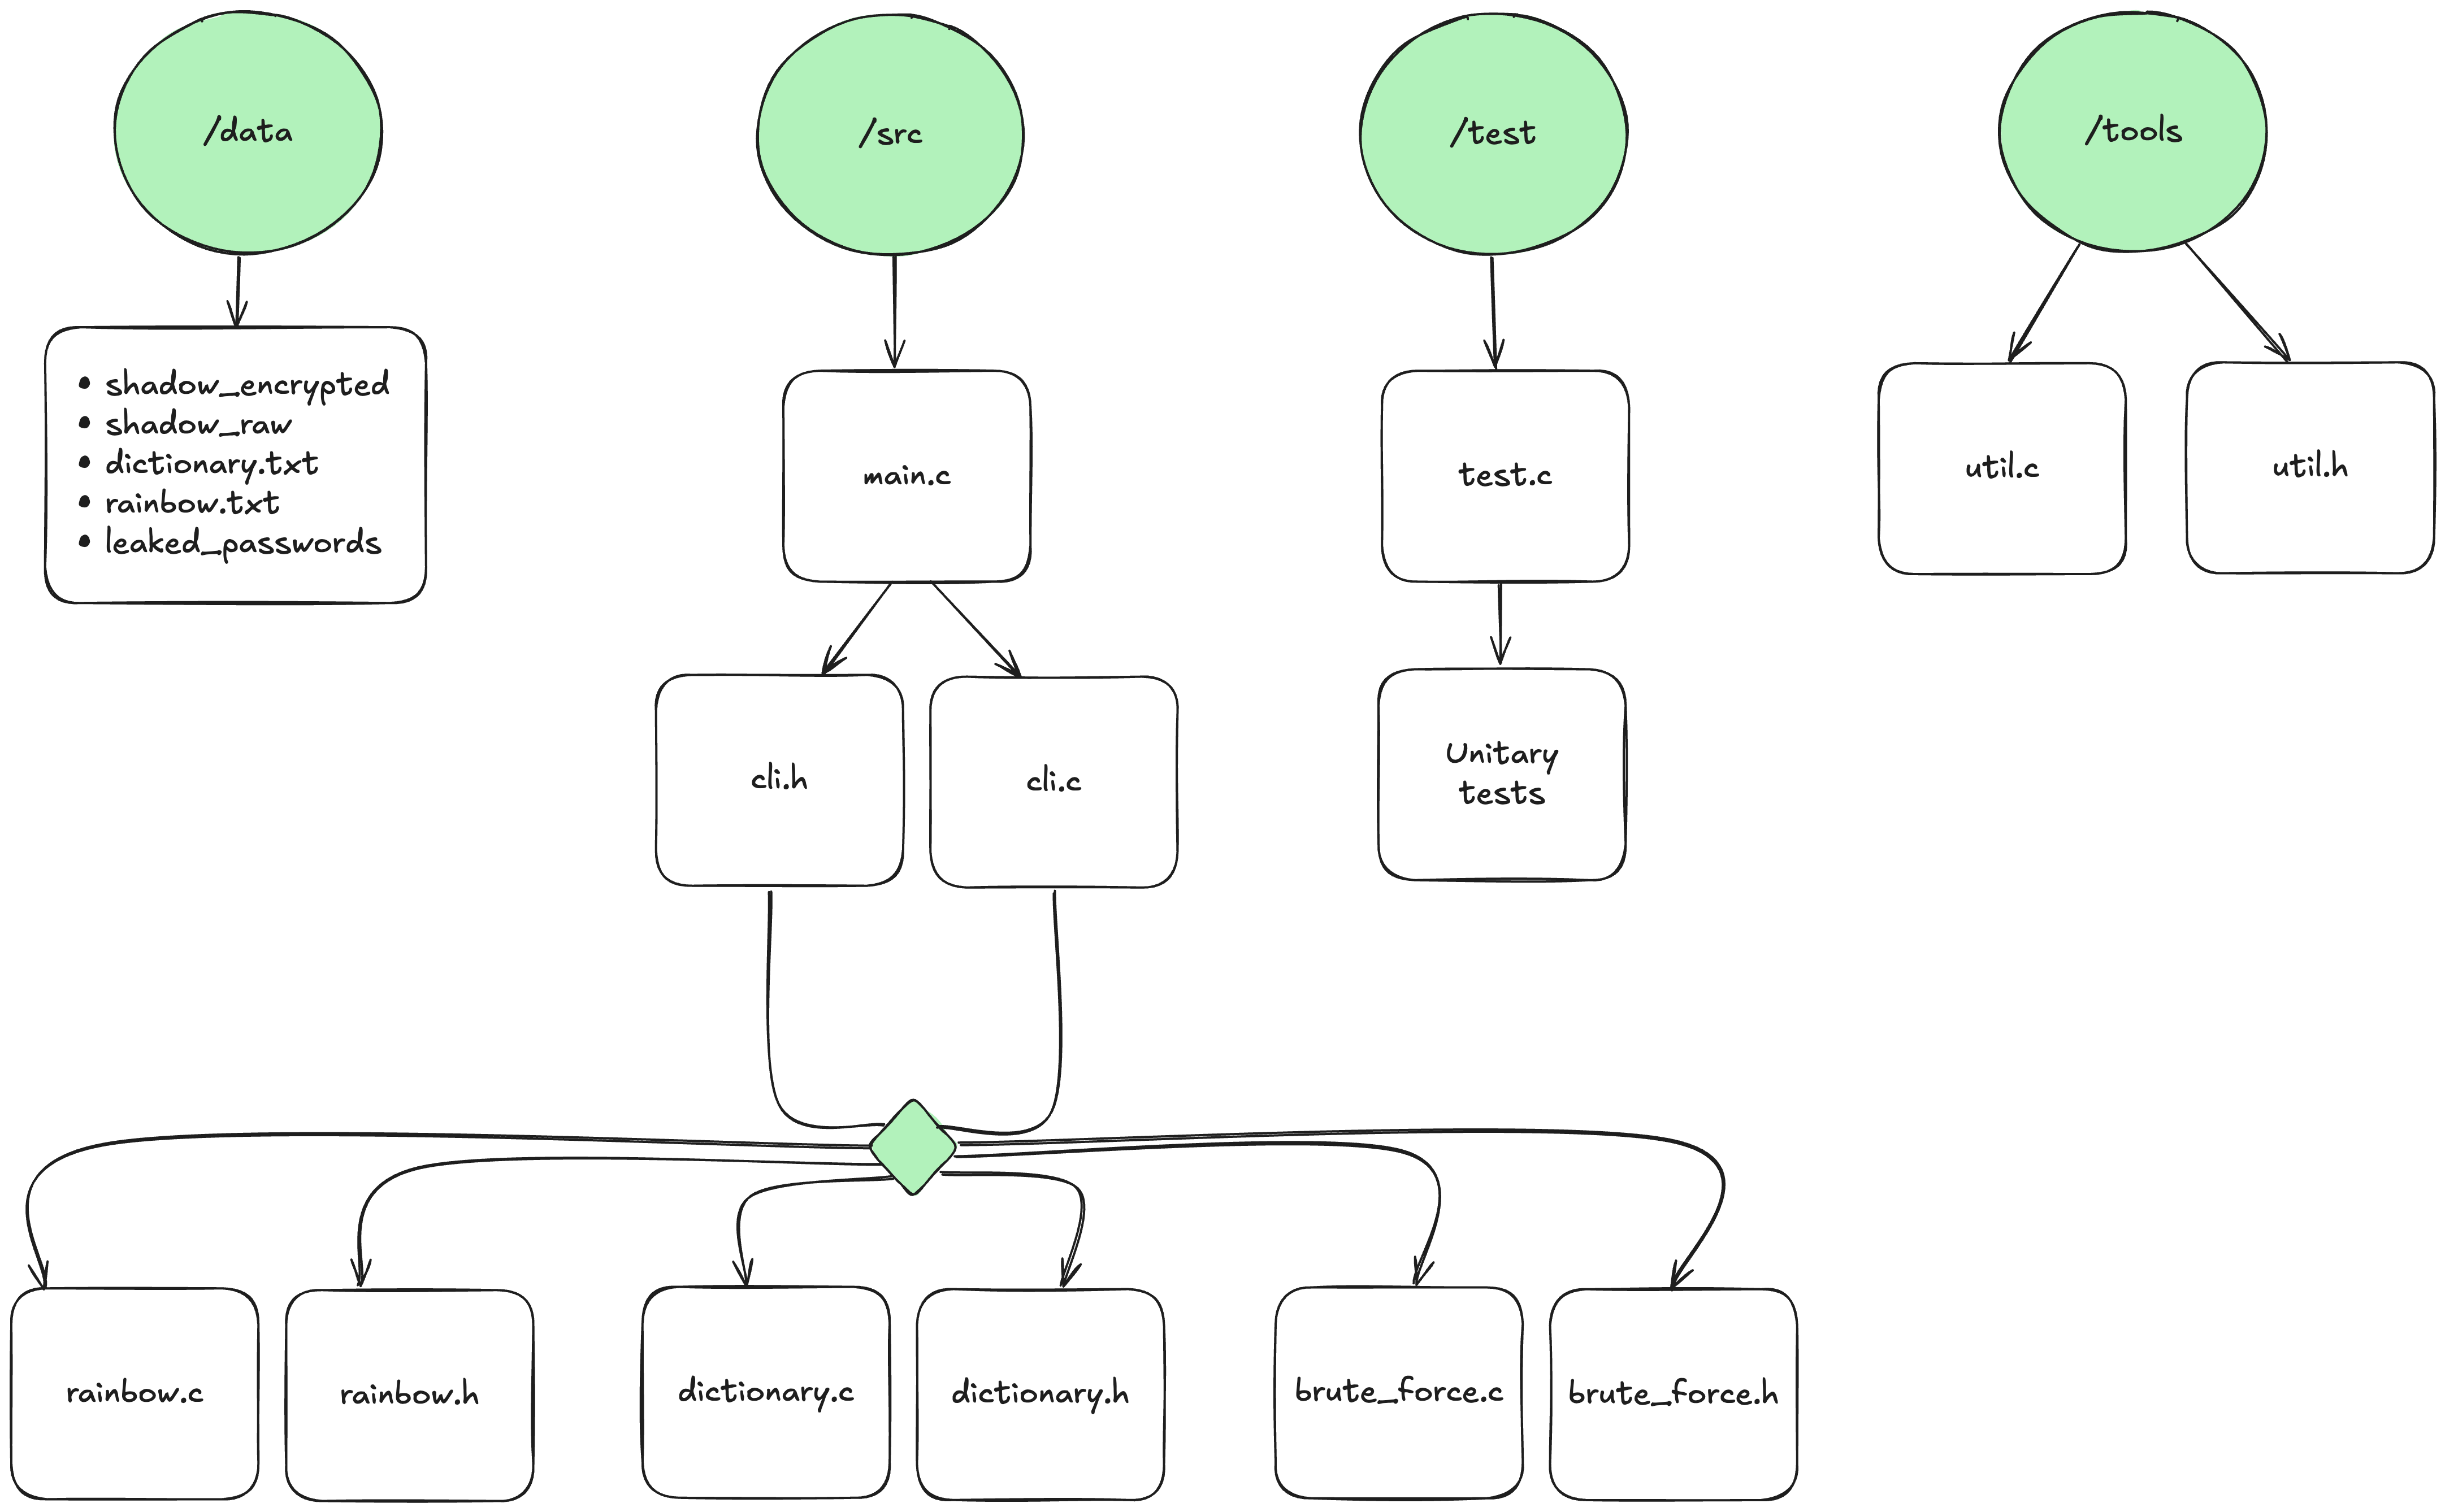 /data
/src
/test
/tools
• shadow_encrypted
• shadow_raw
• dictionary.txt
• rainbow.txt
• leaked_passwords
main.c
test.c
util.c
util.h
cli.h
cli.c
Unitary
tests
rainbow.c
rainbow.h
dictionary.c
dictionary.h
brute_force.c
brute_force.h